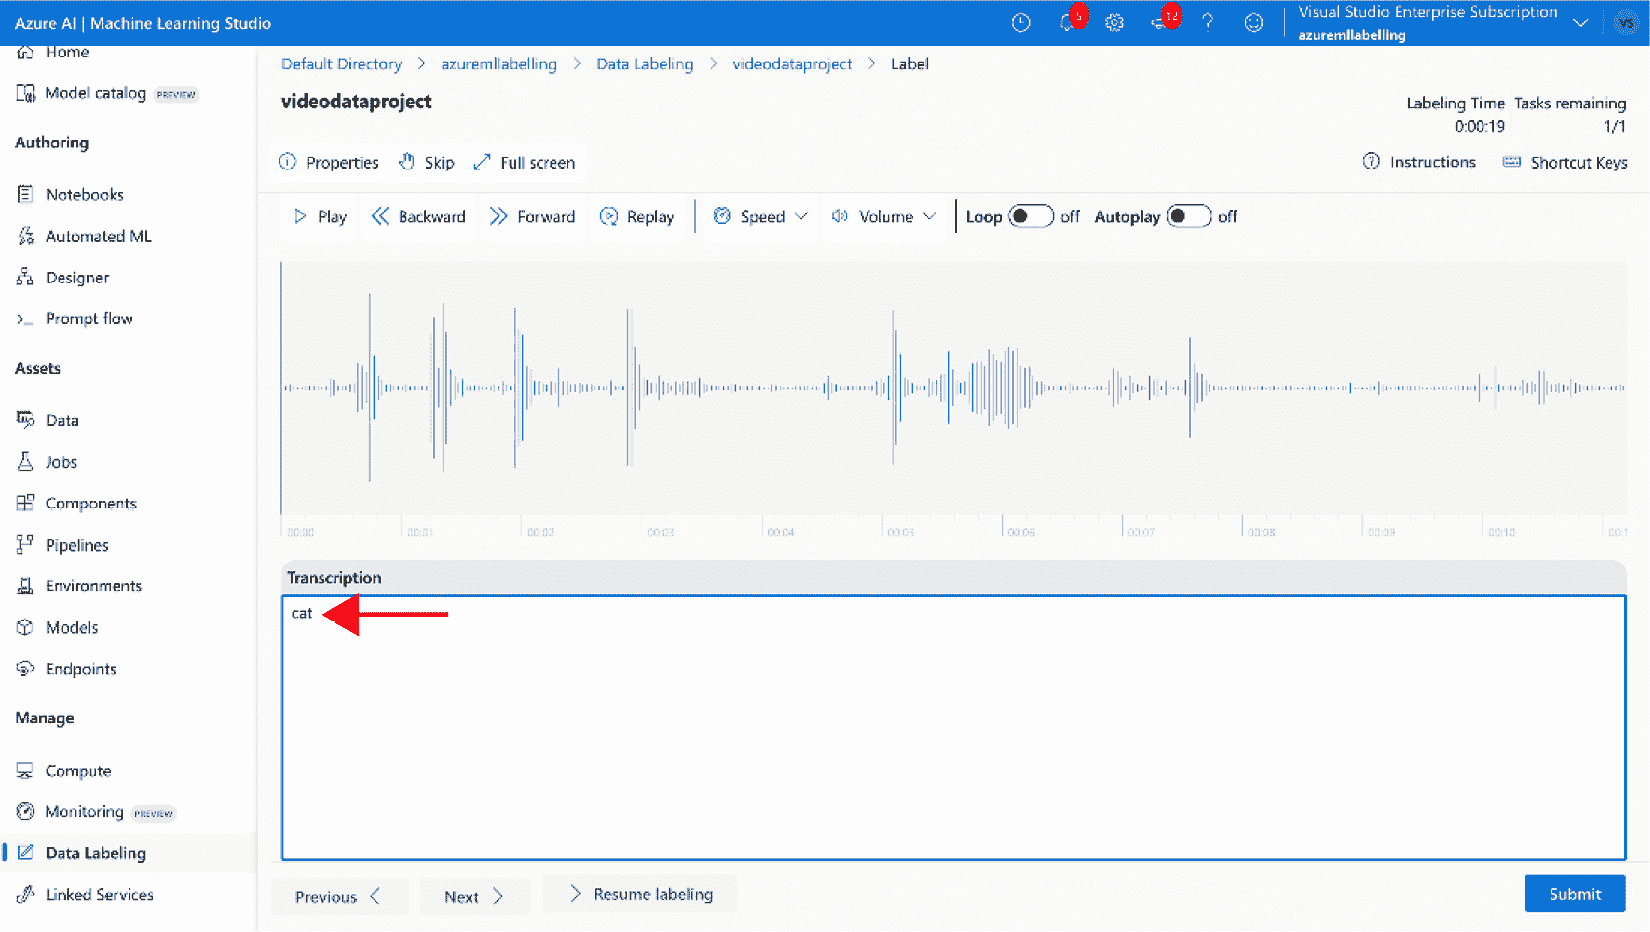 Azure AI | Machine Learning Studio
5
12
Visual Studio Enterprise Subscription
azuremllabelling
VS
Home
Model catalog PREVIEW
Authoring
Notebooks
Automated ML
Designer
Prompt flow
Assets
Data
Jobs
Components
Pipelines
Environments
Models
Endpoints
Manage
Compute
Monitoring PREVIEW
Data Labeling
Linked Services
Default Directory > azuremllabelling > Data Labeling > videodataproject > Label
videodataproject
Labeling Time Tasks remaining
0:00:19 1/1
Properties Skip Full screen
Instructions Shortcut Keys
Play Backward Forward Replay Speed Volume Loop off Autoplay off
00:00 00:01 00:02 00:03 00:04 00:05 00:06 00:07 00:08 00:09 00:10
Transcription
cat
Previous Next Resume labeling
Submit